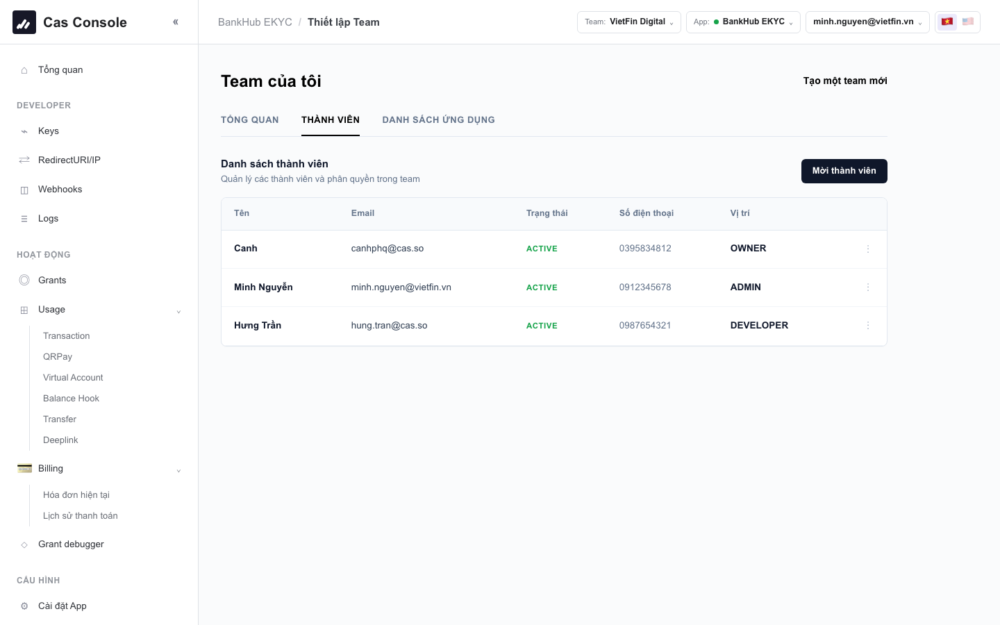 Cas Console «
BankHub EKYC / Thiết lập Team
Team: VietFin Digital
App: BankHub EKYC
minh.nguyen@vietfin.vn
Tổng quan
DEVELOPER
Keys
RedirectURI/IP
Webhooks
Logs
HOẠT ĐỘNG
Grants
Usage
Transaction
QRPay
Virtual Account
Balance Hook
Transfer
Deeplink
Billing
Hóa đơn hiện tại
Lịch sử thanh toán
Grant debugger
CẤU HÌNH
Cài đặt App
Team của tôi
Tạo một team mới
TỔNG QUAN THÀNH VIÊN DANH SÁCH ỨNG DỤNG
Danh sách thành viên
Quản lý các thành viên và phân quyền trong team
Mời thành viên
Tên Email Trạng thái Số điện thoại Vị trí
Canh canhphq@cas.so ACTIVE 0395834812 OWNER
Minh Nguyễn minh.nguyen@vietfin.vn ACTIVE 0912345678 ADMIN
Hưng Trần hung.tran@cas.so ACTIVE 0987654321 DEVELOPER